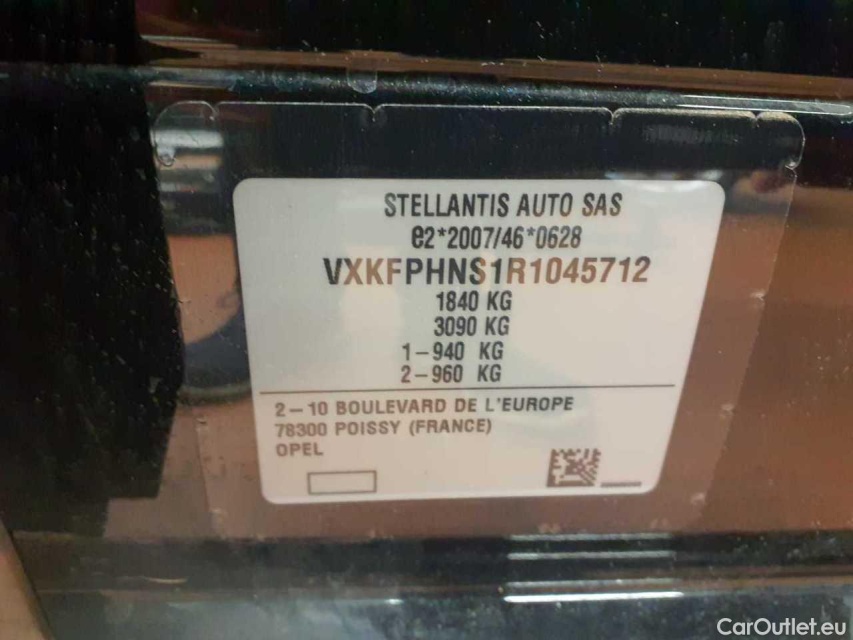 STELLANTIS AUTO SAS
e2*2007/46*0628
VXKFPHNS1R1045712
1840 KG
3090 KG
1-940 KG
2-960 KG
2-10 BOULEVARD DE L'EUROPE
78300 POISSY (FRANCE)
OPEL
CarOutlet.eu